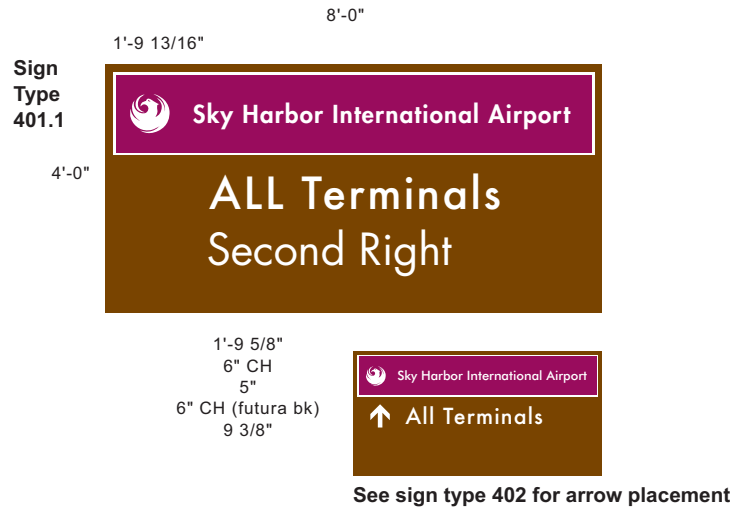 8'-0"
1'-9 13/16"
Sign
Type
401.1
Sky Harbor International Airport
4'-0"
ALL Terminals
Second Right
1'-9 5/8"
6" CH
5"
6" CH (futura bk)
9 3/8"
Sky Harbor International Airport
All Terminals
See sign type 402 for arrow placement